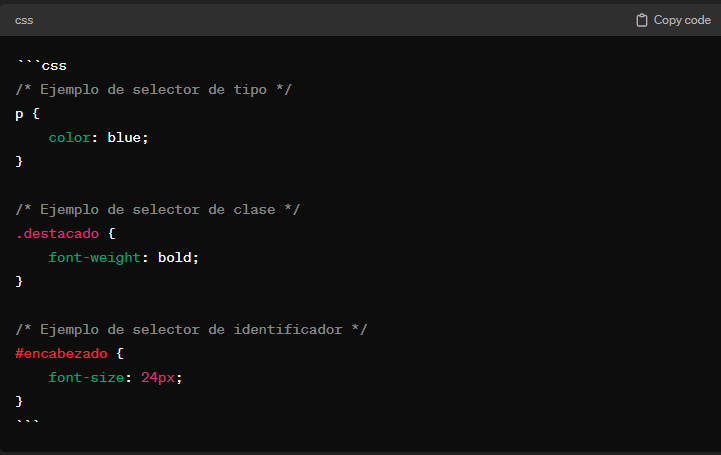 css
Copy code
```css
/* Ejemplo de selector de tipo */
p {
    color: blue;
}

/* Ejemplo de selector de clase */
.destacado {
    font-weight: bold;
}

/* Ejemplo de selector de identificador */
#encabezado {
    font-size: 24px;
}
```